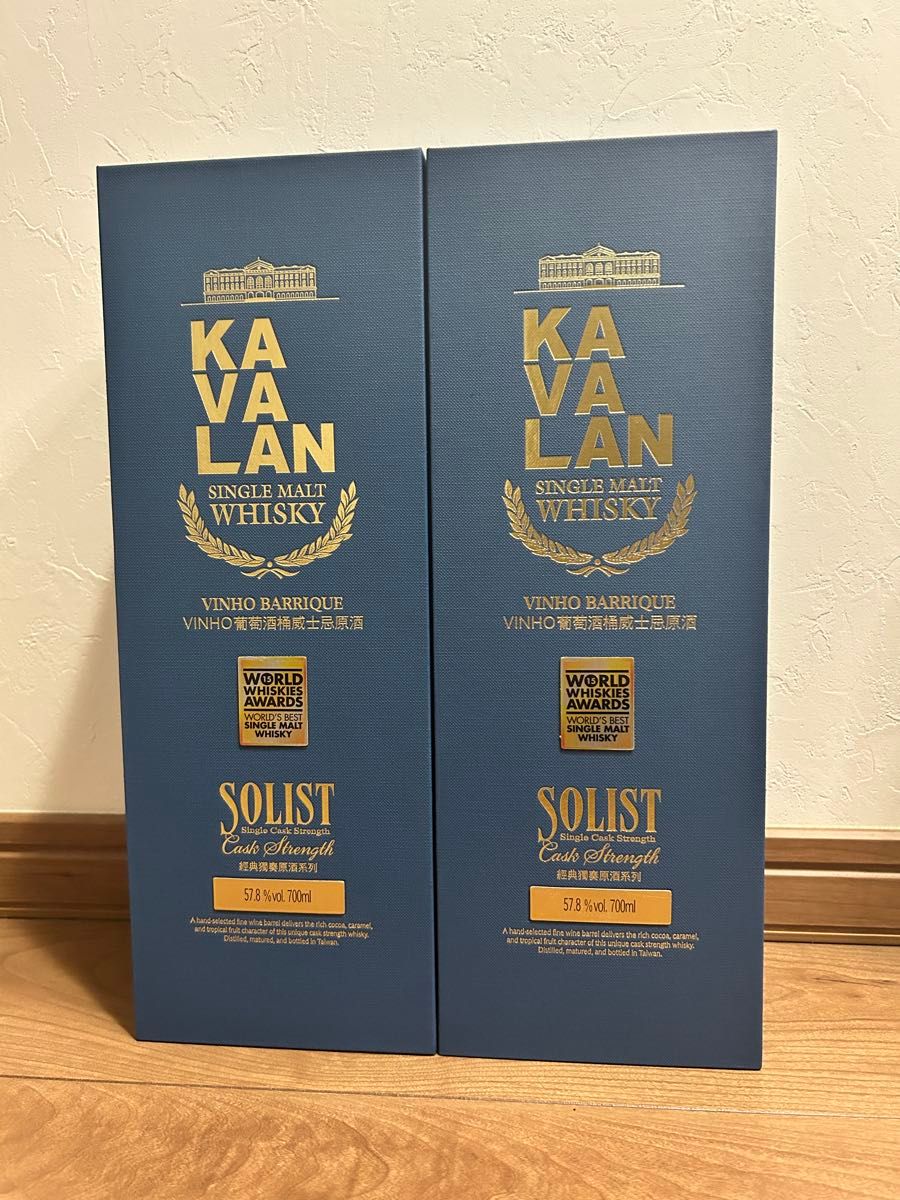 KA
VA
LAN
SINGLE MALT
WHISKY
VINHO BARRIQUE
VINHO葡萄酒桶威士忌原酒
WORLD
WHISKIES
AWARDS
WORLD'S BEST
SINGLE MALT
WHISKY
SOLIST
Single Cask Strength
Cask Strength
經典獨奏原酒系列
57.8 %vol. 700ml
A hand-selected fine wine barrel delivers the rich cocoa, caramel,
and tropical fruit character of this unique cask strength whisky.
Distilled, matured, and bottled in Taiwan.
KA
VA
LAN
SINGLE MALT
WHISKY
VINHO BARRIQUE
VINHO葡萄酒桶威士忌原酒
WORLD
WHISKIES
AWARDS
WORLD'S BEST
SINGLE MALT
WHISKY
SOLIST
Single Cask Strength
Cask Strength
經典獨奏原酒系列
57.8 %vol. 700ml
A hand-selected fine wine barrel delivers the rich cocoa, caramel,
and tropical fruit character of this unique cask strength whisky.
Distilled, matured, and bottled in Taiwan.